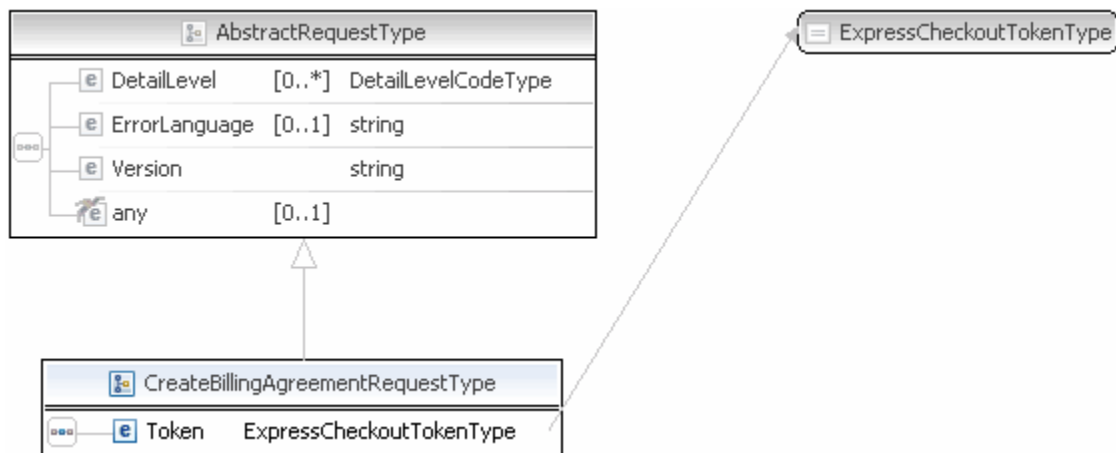 AbstractRequestType
ExpressCheckoutTokenType
e DetailLevel [0..*] DetailLevelCodeType
e ErrorLanguage [0..1] string
e Version string
e any [0..1]
CreateBillingAgreementRequestType
e Token ExpressCheckoutTokenType